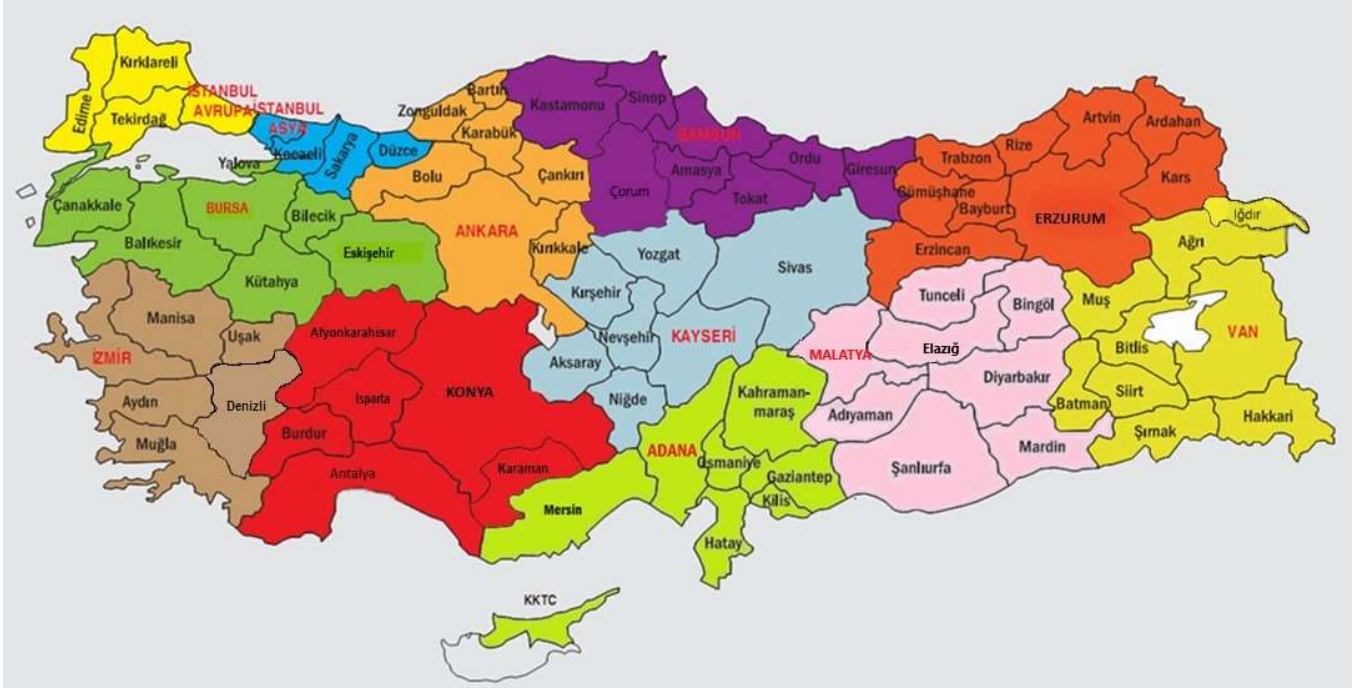 Kırklareli
Edirne
Tekirdağ
İSTANBUL
AVRUPA
İSTANBUL
ASYA
Kocaeli
Sakarya
Düzce
Yalova
Zonguldak
Bartın
Karabük
Bolu
Çankırı
ANKARA
Kırıkkale
Kastamonu
Sinop
SAMSUN
Çorum
Amasya
Tokat
Ordu
Giresun
Trabzon
Rize
Artvin
Ardahan
Gümüşhane
Bayburt
ERZURUM
Kars
Erzincan
Iğdır
Ağrı
Muş
Bitlis
VAN
Batman
Siirt
Şırnak
Hakkari
Çanakkale
BURSA
Bilecik
Balıkesir
Kütahya
Eskişehir
Manisa
Uşak
İZMİR
Aydın
Denizli
Muğla
Afyonkarahisar
Isparta
KONYA
Burdur
Antalya
Karaman
Yozgat
Sivas
Kırşehir
Nevşehir
KAYSERİ
Aksaray
Niğde
Tunceli
Bingöl
MALATYA
Elazığ
Diyarbakır
Adıyaman
Şanlıurfa
Mardin
Kahraman-
maraş
ADANA
Osmaniye
Gaziantep
Kilis
Mersin
Hatay
KKTC